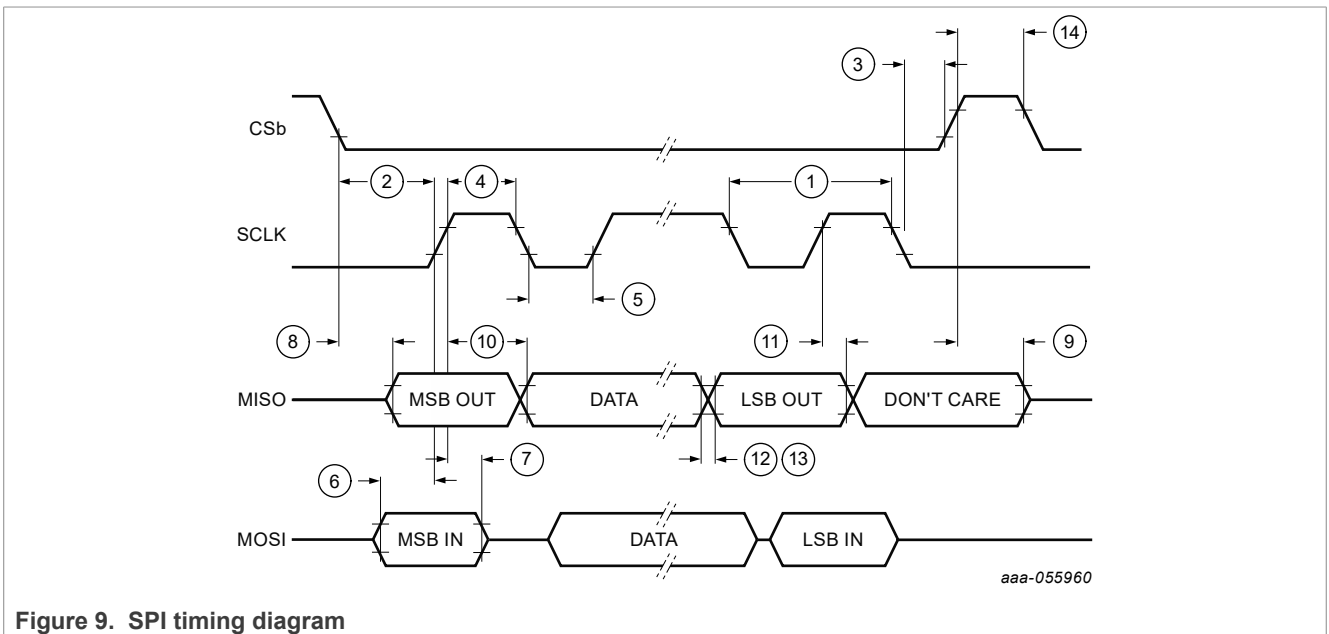 14
3
CSb
2
4
1
SCLK
5
8
10
11
9
MISO
MSB OUT
DATA
LSB OUT
DON'T CARE
7
12 13
6
MOSI
MSB IN
DATA
LSB IN
aaa-055960
Figure 9. SPI timing diagram